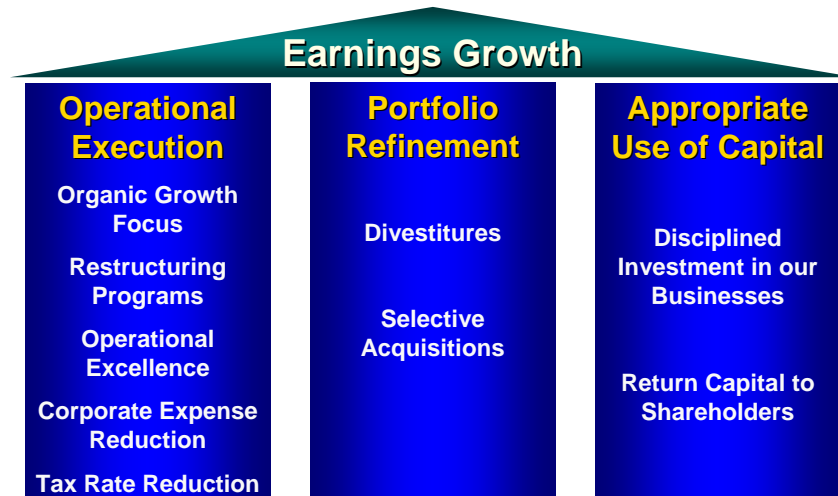 Earnings Growth
Operational
Execution
Organic Growth
Focus
Restructuring
Programs
Operational
Excellence
Corporate Expense
Reduction
Tax Rate Reduction
Portfolio
Refinement
Divestitures
Selective
Acquisitions
Appropriate
Use of Capital
Disciplined
Investment in our
Businesses
Return Capital to
Shareholders